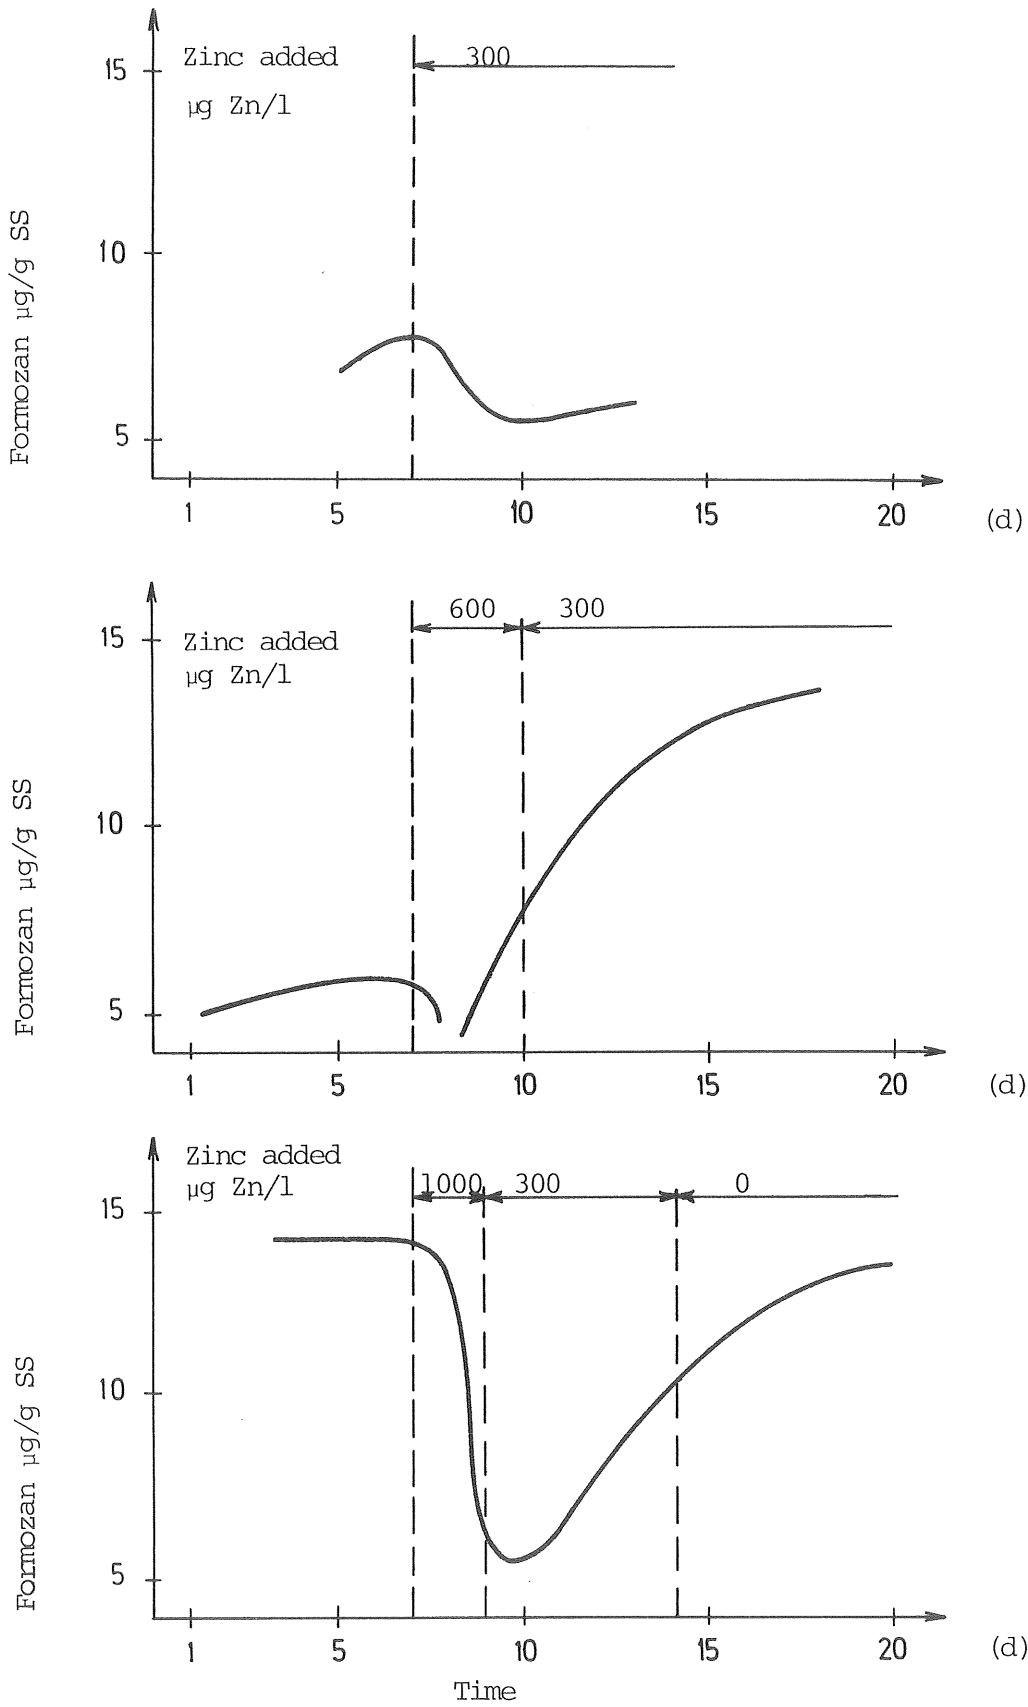 Zinc added
300
µg Zn/l
15
10
5
Formozan µg/g SS
1 5 10 15 20 (d)
600 300
Zinc added
µg Zn/l
15
10
5
Formozan µg/g SS
1 5 10 15 20 (d)
Zinc added
µg Zn/l
1000 300 0
15
10
5
Formozan µg/g SS
1 5 10 15 20 (d)
Time